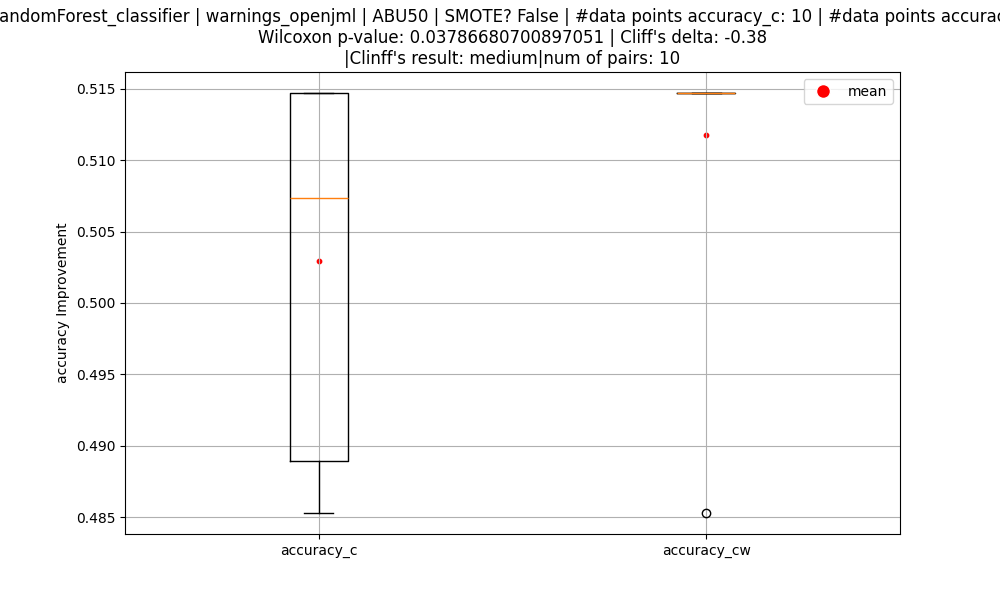 andomForest_classifier | warnings_openjml | ABU50 | SMOTE? False | #data points accuracy_c: 10 | #data points accurac
Wilcoxon p-value: 0.03786680700897051 | Cliff's delta: -0.38
|Clinff's result: medium|num of pairs: 10
mean
0.515
0.510
0.505
0.500
0.495
0.490
0.485
accuracy Improvement
accuracy_c
accuracy_cw